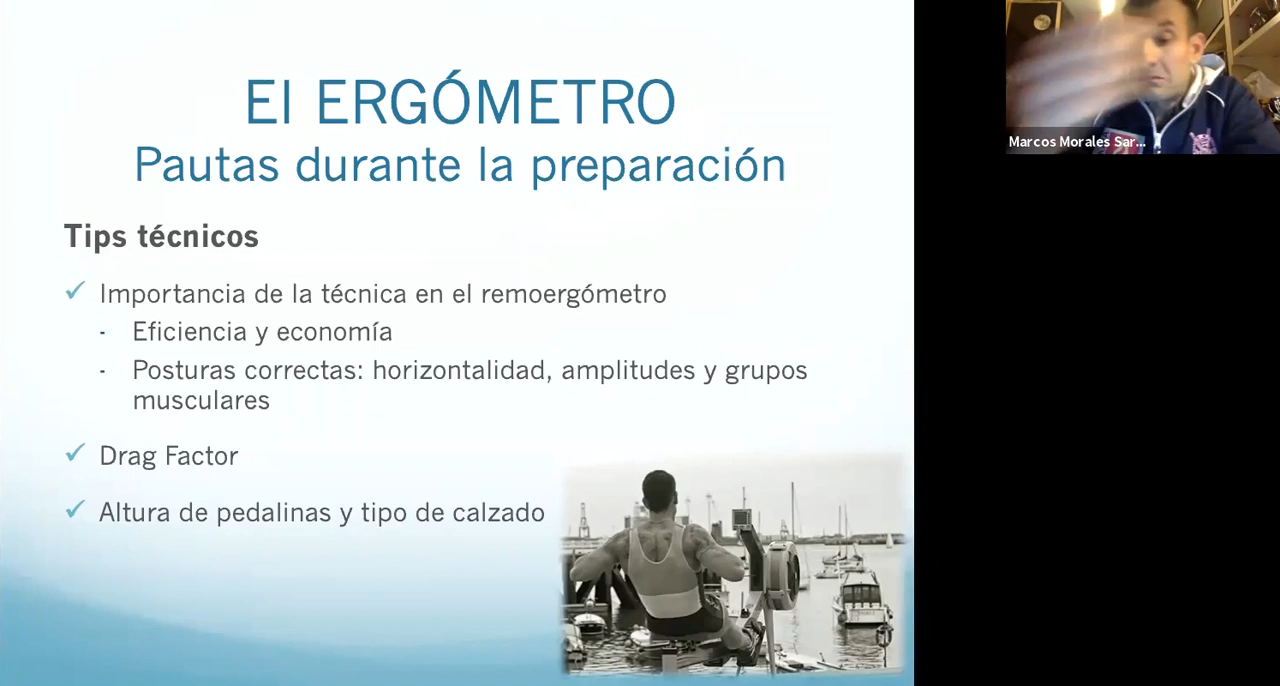 El ERGÓMETRO
Pautas durante la preparación
Tips técnicos
✓ Importancia de la técnica en el remoergómetro
- Eficiencia y economía
- Posturas correctas: horizontalidad, amplitudes y grupos
musculares
✓ Drag Factor
✓ Altura de pedalinas y tipo de calzado
Marcos Morales Sar...